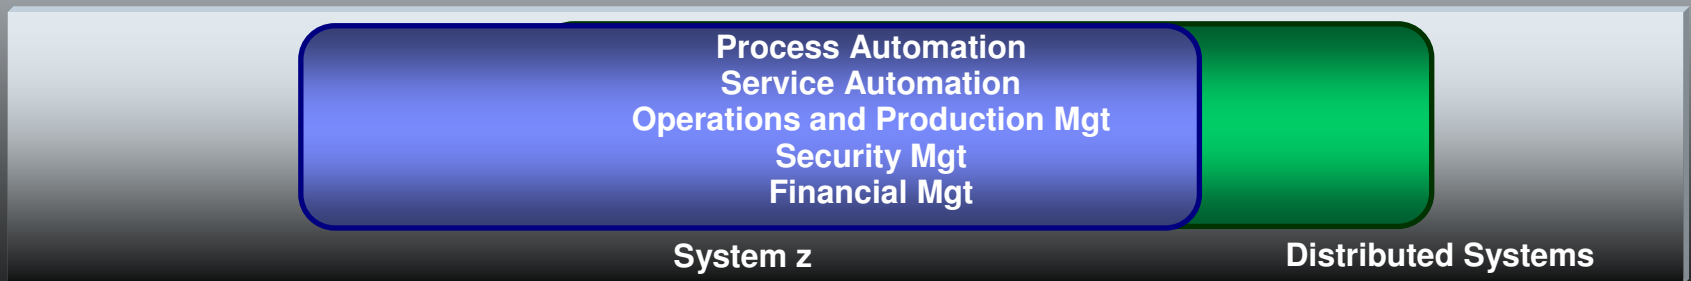 Process Automation
Service Automation
Operations and Production Mgt
Security Mgt
Financial Mgt
System z
Distributed Systems